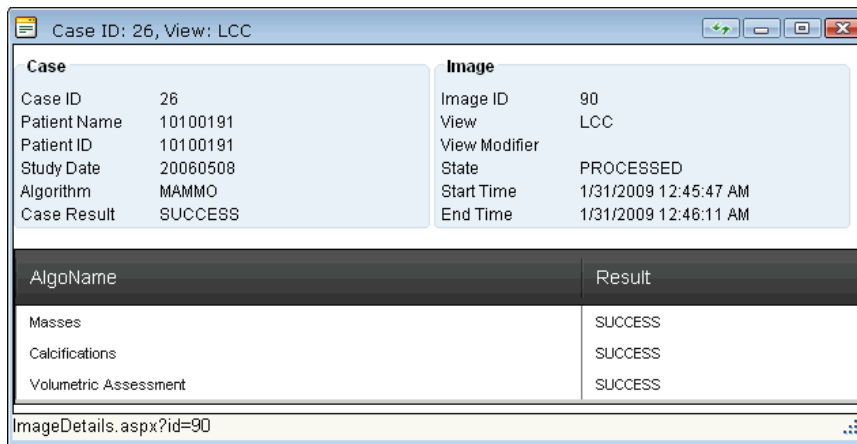 Case ID: 26, View: LCC
Case
Case ID 26
Patient Name 10100191
Patient ID 10100191
Study Date 20060508
Algorithm MAMMO
Case Result SUCCESS
Image
Image ID 90
View LCC
View Modifier
State PROCESSED
Start Time 1/31/2009 12:45:47 AM
End Time 1/31/2009 12:46:11 AM
AlgoName Result
Masses SUCCESS
Calcifications SUCCESS
Volumetric Assessment SUCCESS
ImageDetails.aspx?id=90